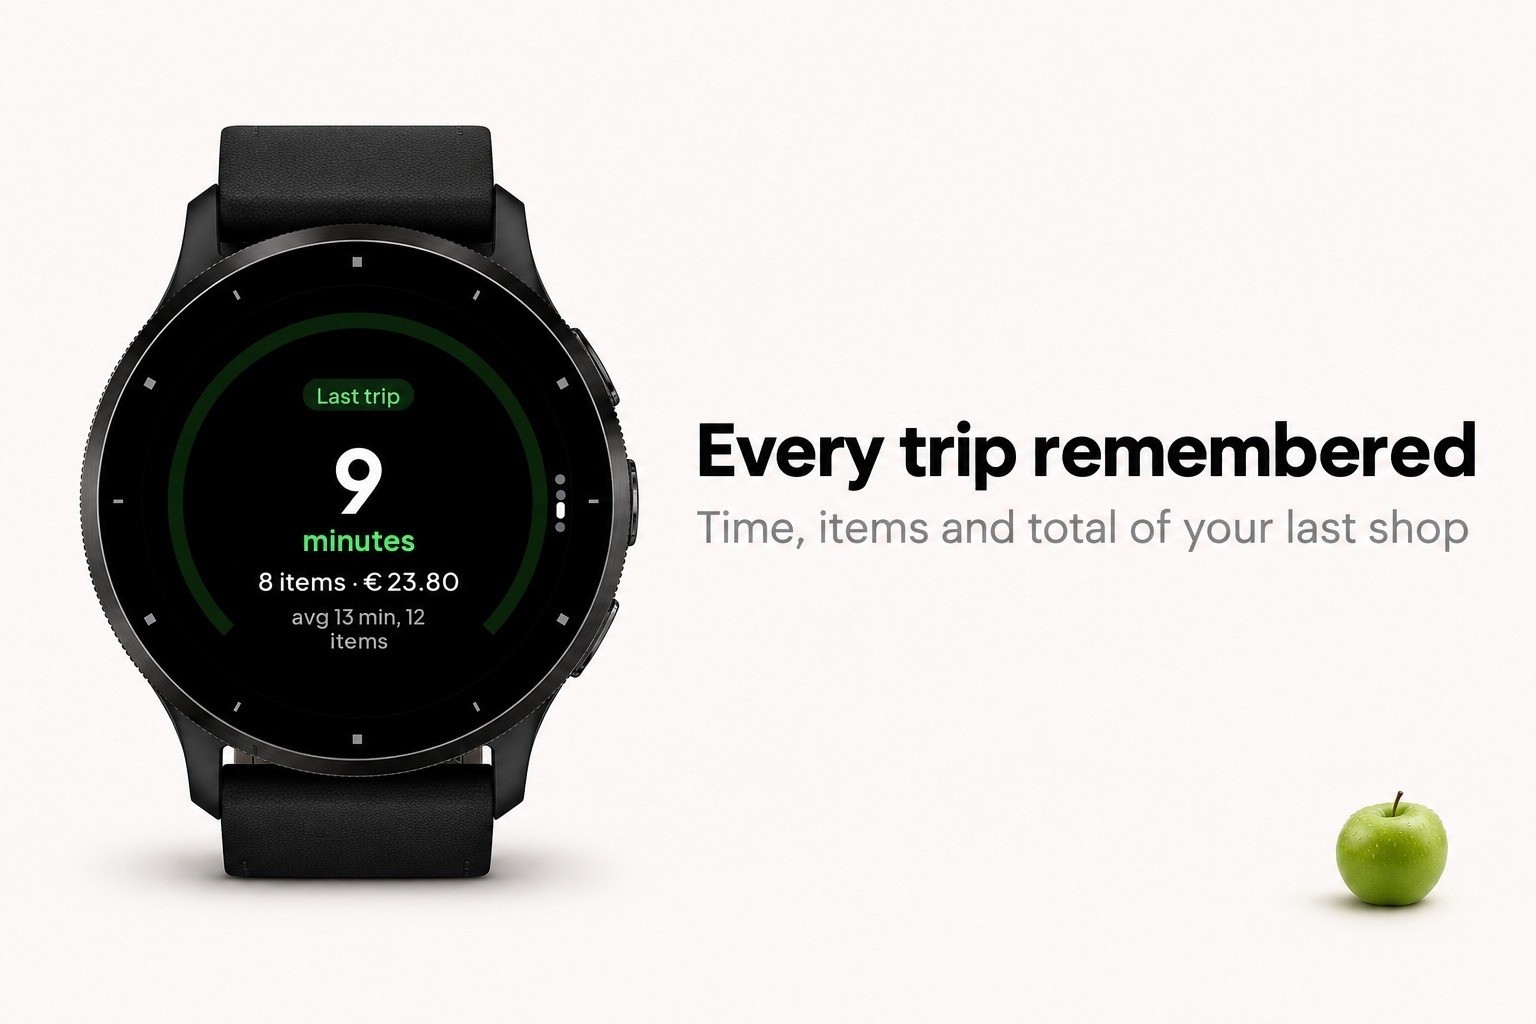 Last trip
9
minutes
8 items · € 23.80
avg 13 min, 12
items
Every trip remembered
Time, items and total of your last shop